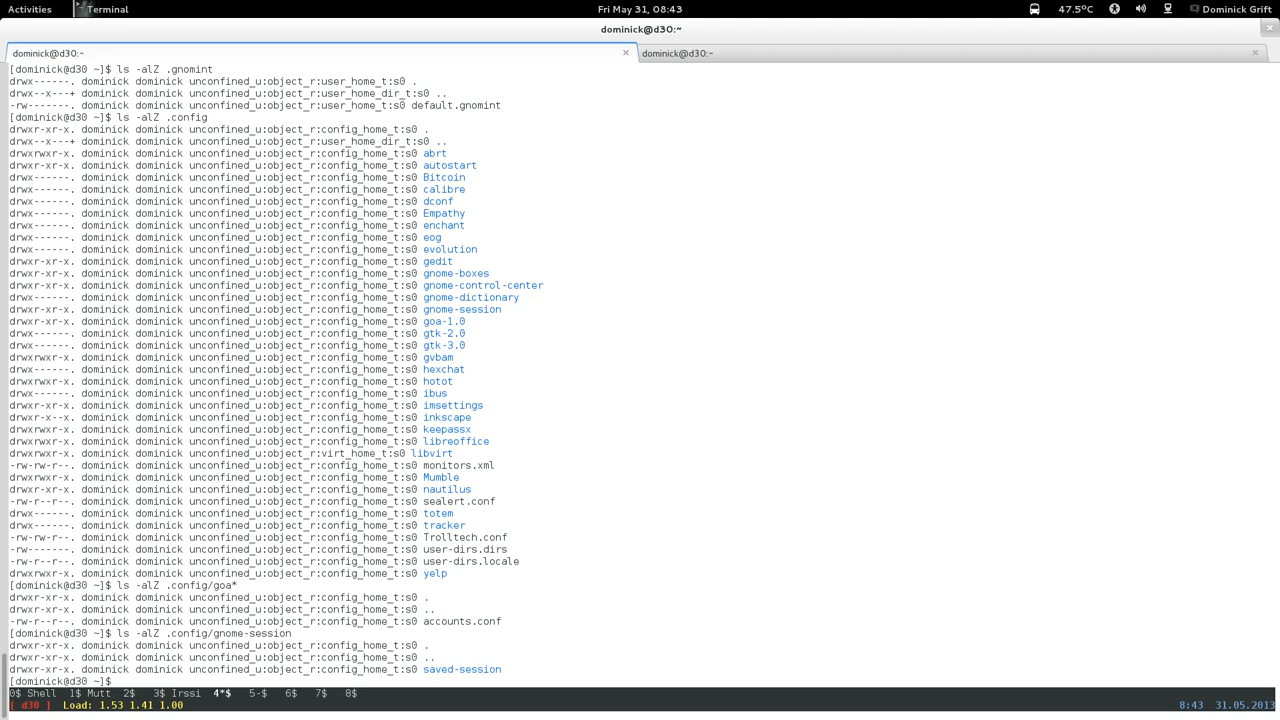 Activities Terminal Fri May 31, 08:43 47.5ºC Dominick Grift
dominick@d30:~
dominick@d30:~ × dominick@d30:~ ×
[dominick@d30 ~]$ ls -alZ .gnomint
drwx------. dominick dominick unconfined_u:object_r:user_home_t:s0 .
drwx--x---+ dominick dominick unconfined_u:object_r:user_home_dir_t:s0 ..
-rw-------. dominick dominick unconfined_u:object_r:user_home_t:s0 default.gnomint
[dominick@d30 ~]$ ls -alZ .config
drwxr-xr-x. dominick dominick unconfined_u:object_r:config_home_t:s0 .
drwx--x---+ dominick dominick unconfined_u:object_r:user_home_dir_t:s0 ..
drwxrwxr-x. dominick dominick unconfined_u:object_r:config_home_t:s0 abrt
drwxr-xr-x. dominick dominick unconfined_u:object_r:config_home_t:s0 autostart
drwx------. dominick dominick unconfined_u:object_r:config_home_t:s0 Bitcoin
drwx------. dominick dominick unconfined_u:object_r:config_home_t:s0 calibre
drwx------. dominick dominick unconfined_u:object_r:config_home_t:s0 dconf
drwx------. dominick dominick unconfined_u:object_r:config_home_t:s0 Empathy
drwx------. dominick dominick unconfined_u:object_r:config_home_t:s0 enchant
drwx------. dominick dominick unconfined_u:object_r:config_home_t:s0 eog
drwx------. dominick dominick unconfined_u:object_r:config_home_t:s0 evolution
drwxr-xr-x. dominick dominick unconfined_u:object_r:config_home_t:s0 gedit
drwx------. dominick dominick unconfined_u:object_r:config_home_t:s0 gnome-boxes
drwxr-xr-x. dominick dominick unconfined_u:object_r:config_home_t:s0 gnome-control-center
drwx------. dominick dominick unconfined_u:object_r:config_home_t:s0 gnome-dictionary
drwx------. dominick dominick unconfined_u:object_r:config_home_t:s0 gnome-session
drwxr-xr-x. dominick dominick unconfined_u:object_r:config_home_t:s0 goa-1.0
drwx------. dominick dominick unconfined_u:object_r:config_home_t:s0 gtk-2.0
drwx------. dominick dominick unconfined_u:object_r:config_home_t:s0 gtk-3.0
drwxrwxr-x. dominick dominick unconfined_u:object_r:config_home_t:s0 gvbam
drwx------. dominick dominick unconfined_u:object_r:config_home_t:s0 hexchat
drwxrwxr-x. dominick dominick unconfined_u:object_r:config_home_t:s0 hotot
drwx------. dominick dominick unconfined_u:object_r:config_home_t:s0 ibus
drwxr-xr-x. dominick dominick unconfined_u:object_r:config_home_t:s0 imsettings
drwxr-x--x. dominick dominick unconfined_u:object_r:config_home_t:s0 inkscape
drwxrwxr-x. dominick dominick unconfined_u:object_r:config_home_t:s0 keepassx
drwxrwxr-x. dominick dominick unconfined_u:object_r:config_home_t:s0 libreoffice
drwxrwxr-x. dominick dominick unconfined_u:object_r:virt_home_t:s0 libvirt
-rw-rw-r--. dominick dominick unconfined_u:object_r:config_home_t:s0 monitors.xml
drwxrwxr-x. dominick dominick unconfined_u:object_r:config_home_t:s0 Mumble
drwxr-xr-x. dominick dominick unconfined_u:object_r:config_home_t:s0 nautilus
-rw-r--r--. dominick dominick unconfined_u:object_r:config_home_t:s0 sealert.conf
drwx------. dominick dominick unconfined_u:object_r:config_home_t:s0 totem
drwx------. dominick dominick unconfined_u:object_r:config_home_t:s0 tracker
-rw-rw-r--. dominick dominick unconfined_u:object_r:config_home_t:s0 Trolltech.conf
-rw-------. dominick dominick unconfined_u:object_r:config_home_t:s0 user-dirs.dirs
-rw-r--r--. dominick dominick unconfined_u:object_r:config_home_t:s0 user-dirs.locale
drwxrwxr-x. dominick dominick unconfined_u:object_r:config_home_t:s0 yelp
[dominick@d30 ~]$ ls -alZ .config/goa*
drwxr-xr-x. dominick dominick unconfined_u:object_r:config_home_t:s0 .
drwxr-xr-x. dominick dominick unconfined_u:object_r:config_home_t:s0 ..
-rw-r--r--. dominick dominick unconfined_u:object_r:config_home_t:s0 accounts.conf
[dominick@d30 ~]$ ls -alZ .config/gnome-session
drwxr-xr-x. dominick dominick unconfined_u:object_r:config_home_t:s0 .
drwxr-xr-x. dominick dominick unconfined_u:object_r:config_home_t:s0 ..
drwxr-xr-x. dominick dominick unconfined_u:object_r:config_home_t:s0 saved-session
[dominick@d30 ~]$
0$ Shell 1$ Mutt 2$ 3$ Irssi 4*$ 5-$ 6$ 7$ 8$
[ d30 ] Load: 1.53 1.41 1.00 8:43 31.05.2013